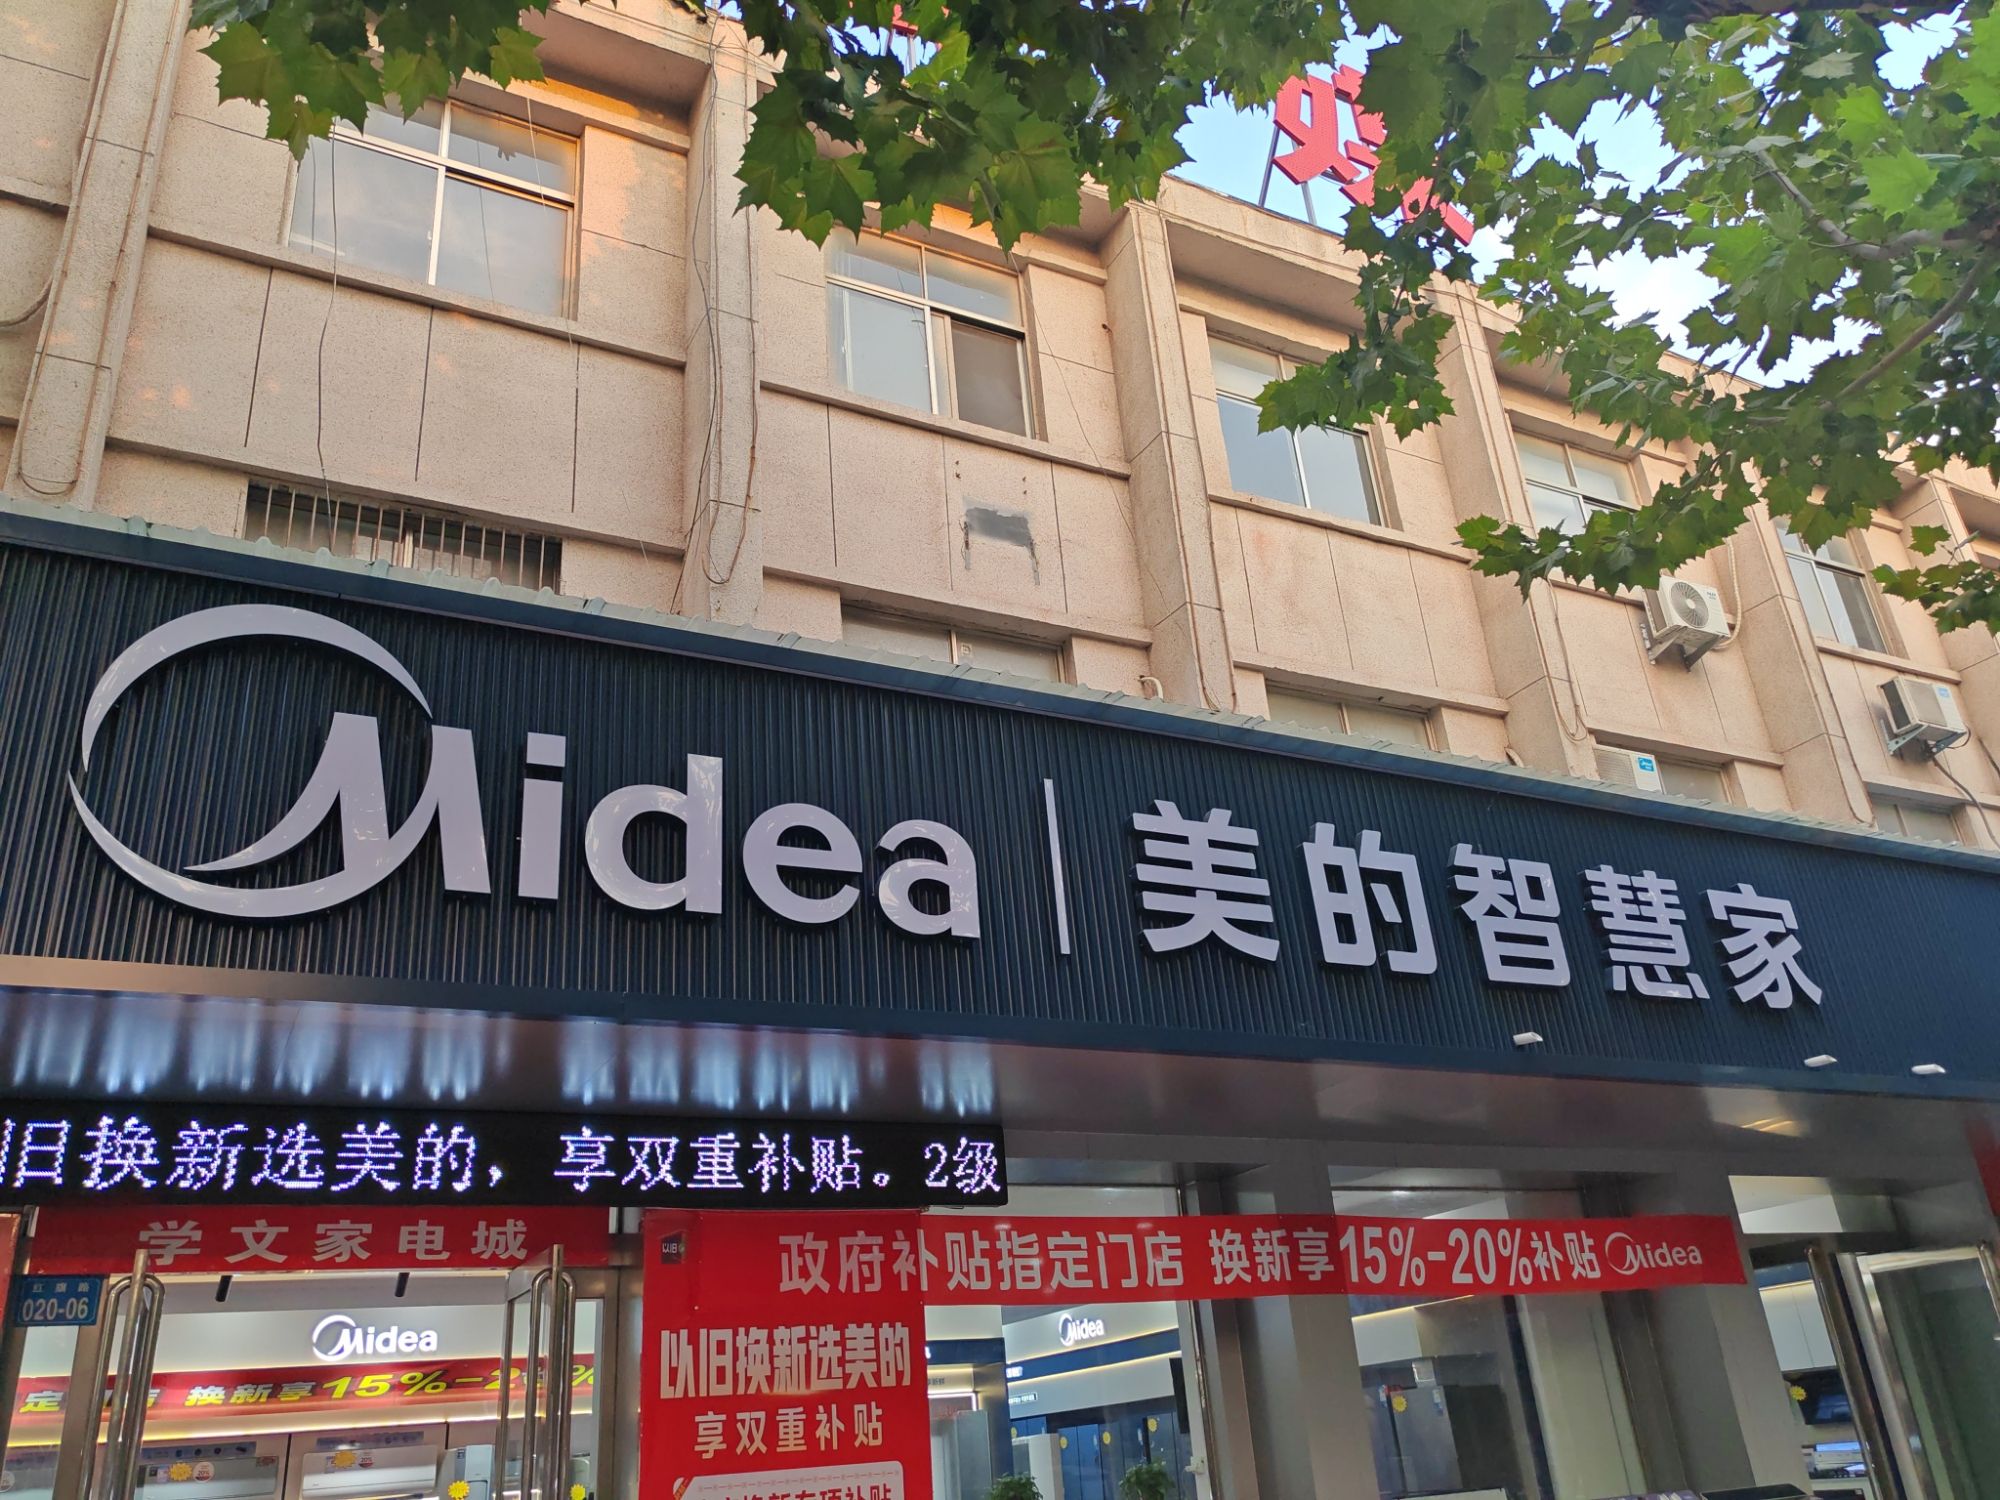 Midea 美的智慧家
旧换新选美的，享双重补贴。2级
学文家电城
政府补贴指定门店 换新享15%-20%补贴 Midea
以旧
红旗路
020-06
Midea
Midea
以旧换新选美的
换新享15%-20%
享双重补贴